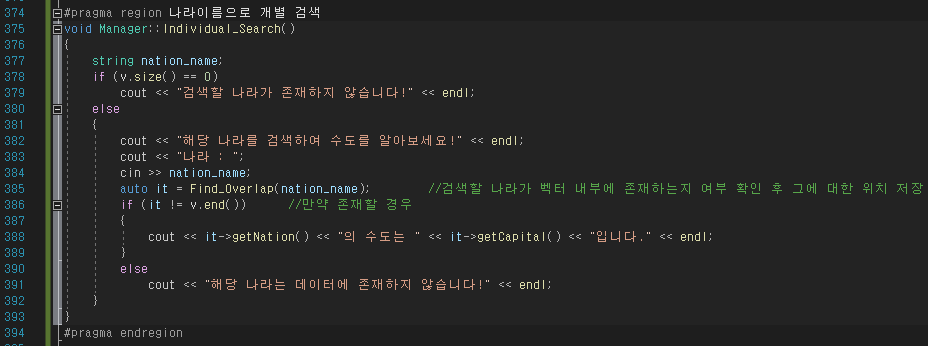 374 #pragma region 나라이름으로 개별 검색
375 void Manager::Individual_Search()
376 {
377 string nation_name;
378 if (v.size() == 0)
379 cout << "검색할 나라가 존재하지 않습니다!" << endl;
380 else
381 {
382 cout << "해당 나라를 검색하여 수도를 알아보세요!" << endl;
383 cout << "나라 : ";
384 cin >> nation_name;
385 auto it = Find_Overlap(nation_name); //검색할 나라가 벡터 내부에 존재하는지 여부 확인 후 그에 대한 위치 저장
386 if (it != v.end()) //만약 존재할 경우
387 {
388 cout << it->getNation() << "의 수도는 " << it->getCapital() << "입니다." << endl;
389 }
390 else
391 cout << "해당 나라는 데이터에 존재하지 않습니다!" << endl;
392 }
393 }
394 #pragma endregion